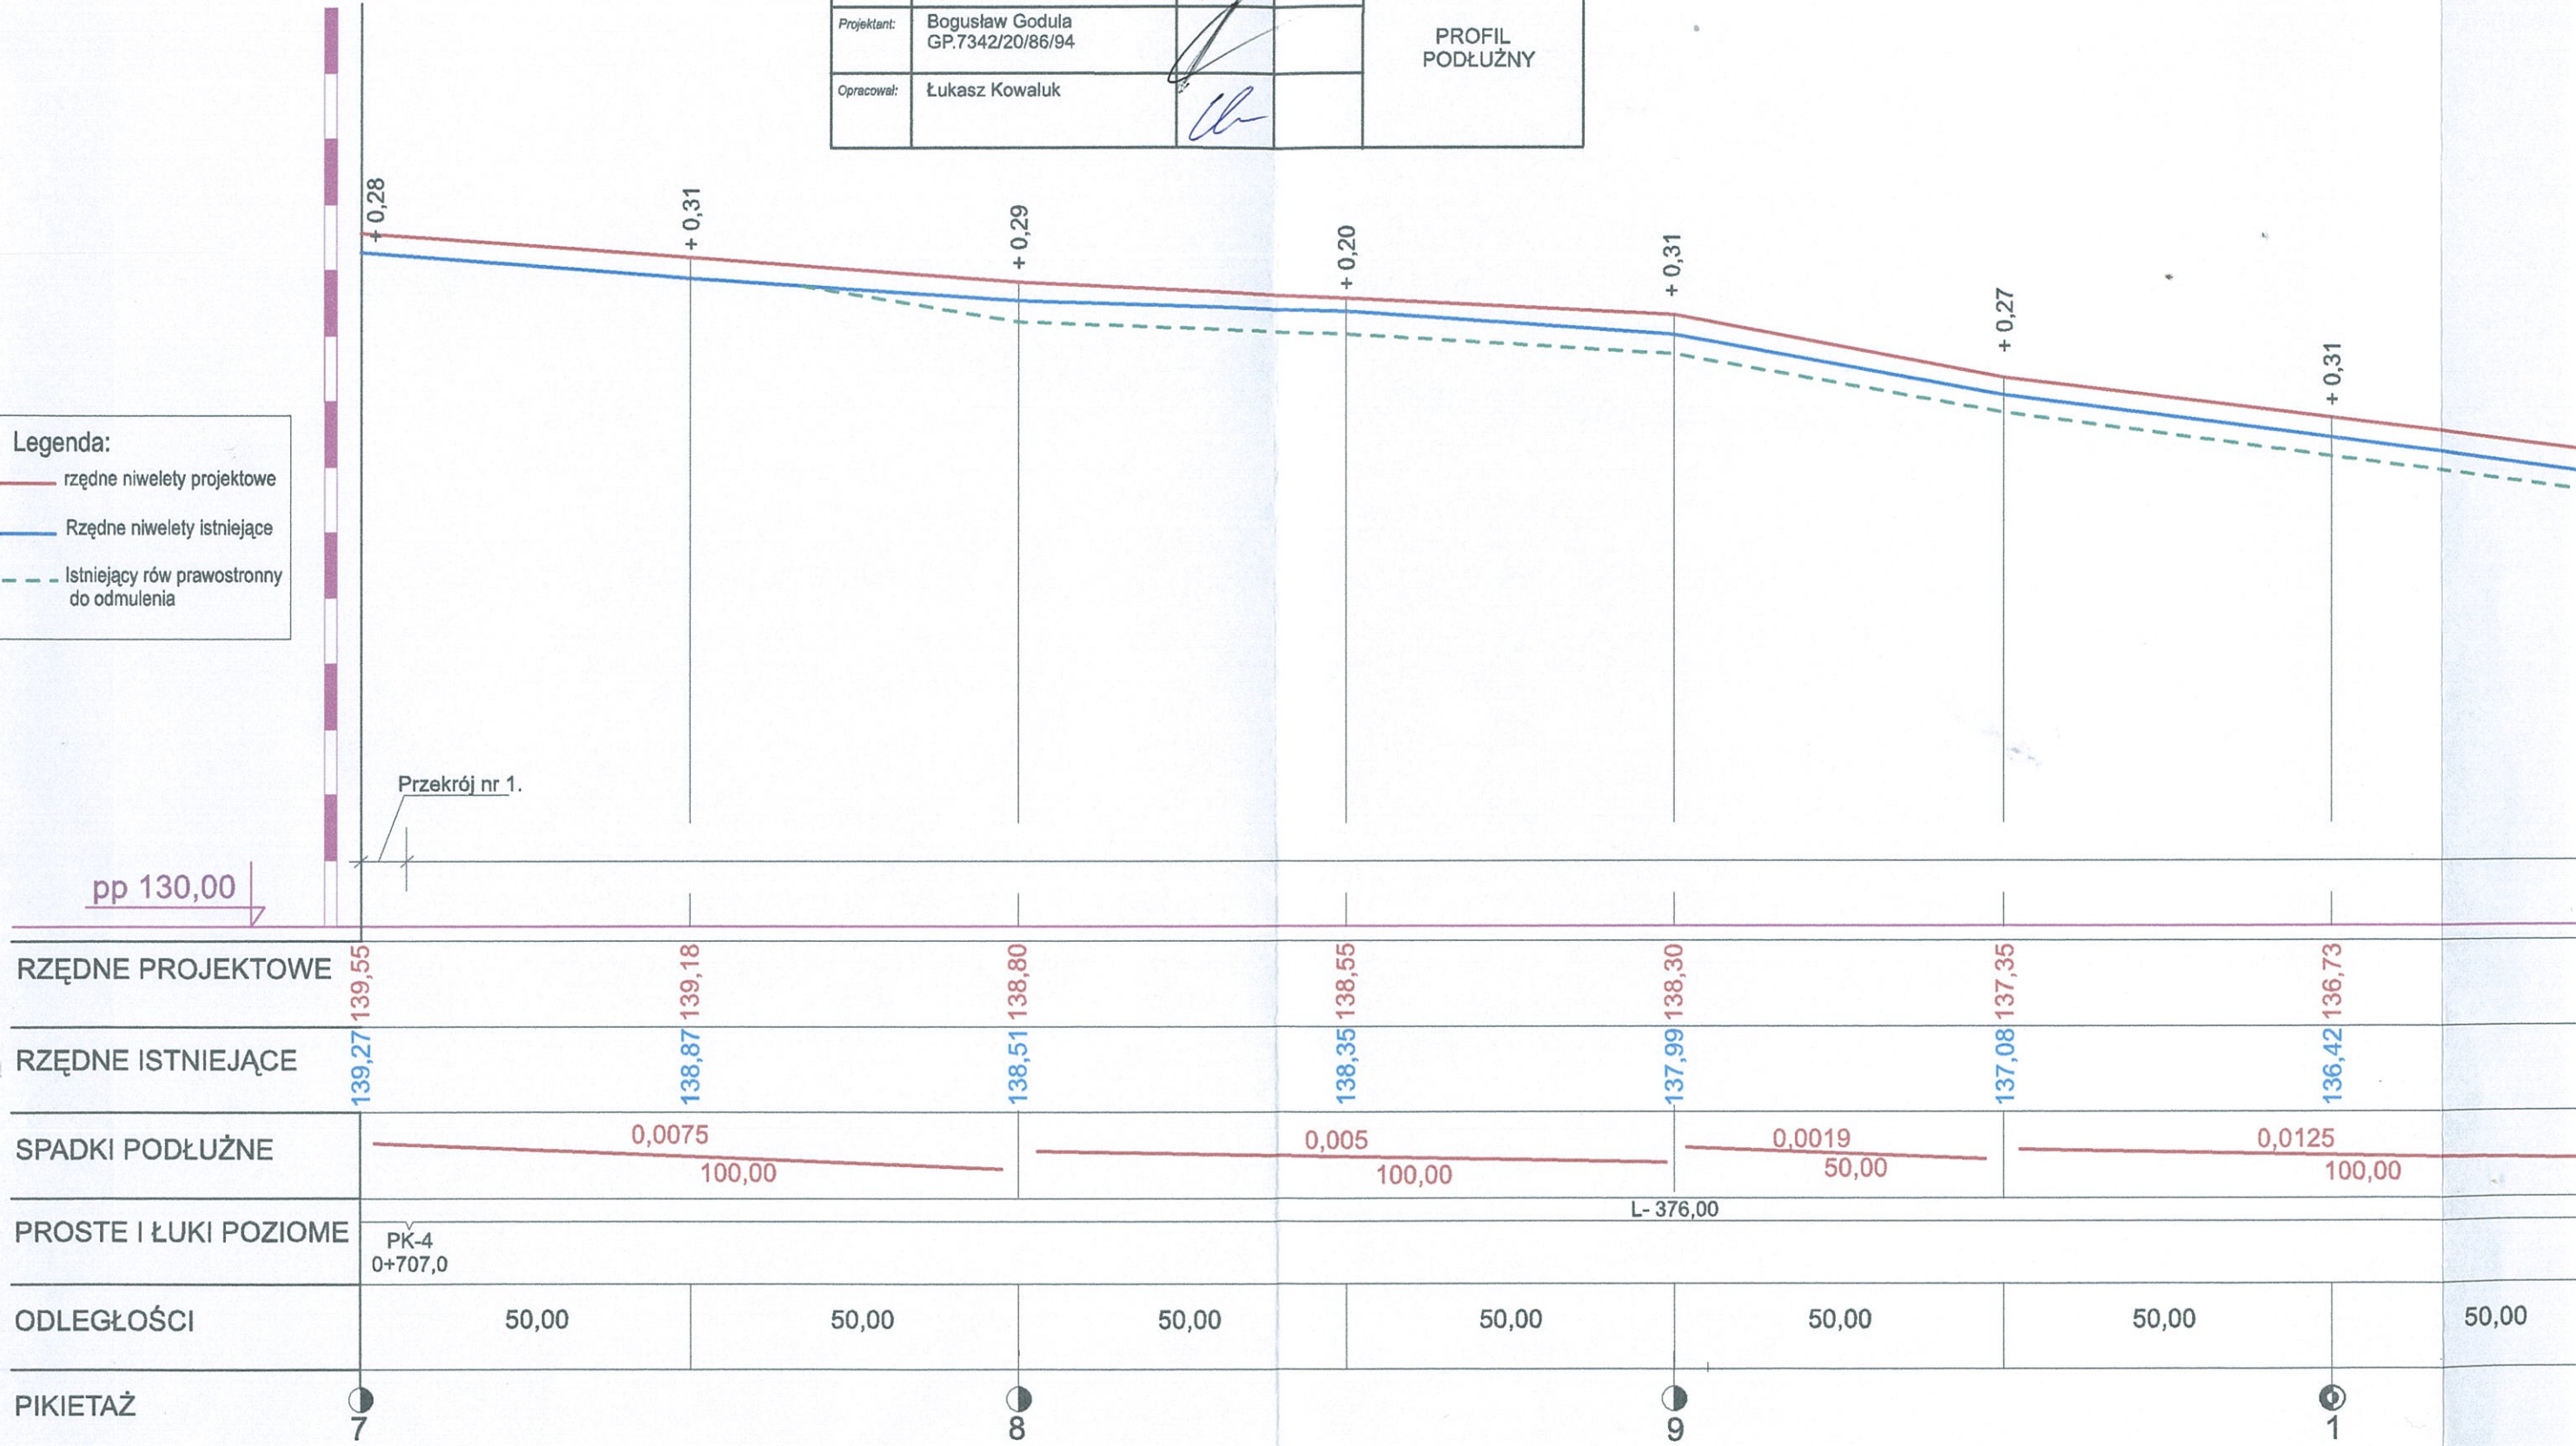 Projektant:
Bogusław Godula
GP.7342/20/86/94
PROFIL
PODŁUŻNY
Opracował:
Łukasz Kowaluk
+ 0,28
+ 0,31
+ 0,29
+ 0,20
+ 0,31
+ 0,27
+ 0,31
Legenda:
rzędne niwelety projektowe
Rzędne niwelety istniejące
Istniejący rów prawostronny
do odmulenia
Przekrój nr 1.
pp 130,00
RZĘDNE PROJEKTOWE 139,55 139,18 138,80 138,55 138,30 137,35 136,73
RZĘDNE ISTNIEJĄCE 139,27 138,87 138,51 138,35 137,99 137,08 136,42
SPADKI PODŁUŻNE
0,0075 0,005 0,0019 0,0125
100,00 100,00 50,00 100,00
L- 376,00
PROSTE I ŁUKI POZIOME
PK-4
0+707,0
ODLEGŁOŚCI 50,00 50,00 50,00 50,00 50,00 50,00 50,00
PIKIETAŻ
7 8 9 1